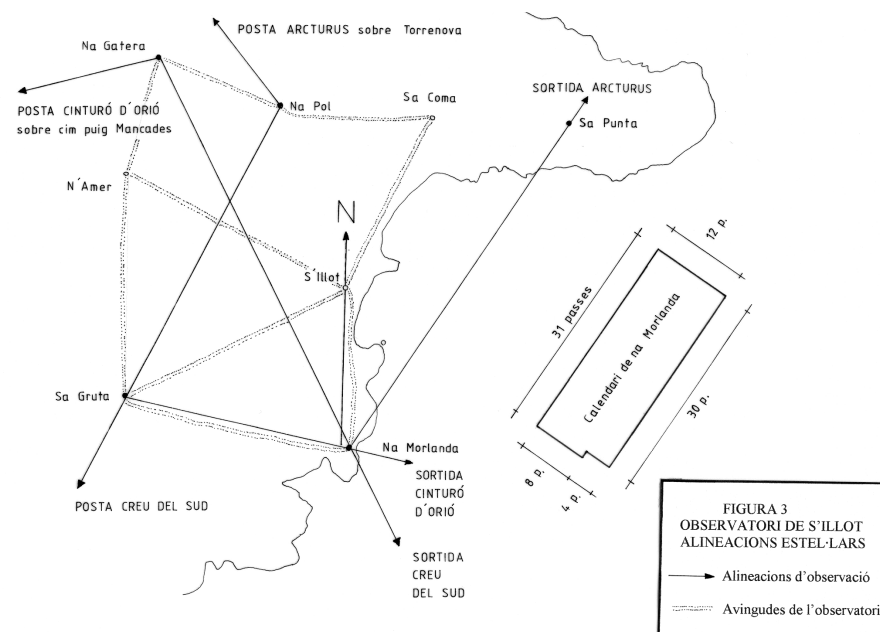 POSTA ARCTURUS sobre Torrenova
Na Gatera
POSTA CINTURÓ D´ORIÓ
sobre cim puig Mancades
Na Pol
Sa Coma
SORTIDA ARCTURUS
Sa Punta
N´Amer
N
S´Illot
12 p.
31 passes
Calendari de na Morlanda
30 p.
8 p.
4 p.
Sa Gruta
Na Morlanda
SORTIDA
CINTURÓ
D´ORIÓ
POSTA CREU DEL SUD
SORTIDA
CREU
DEL SUD
FIGURA 3
OBSERVATORI DE S'ILLOT
ALINEACIONS ESTEL·LARS
Alineacions d'observació
Avingudes de l'observatori